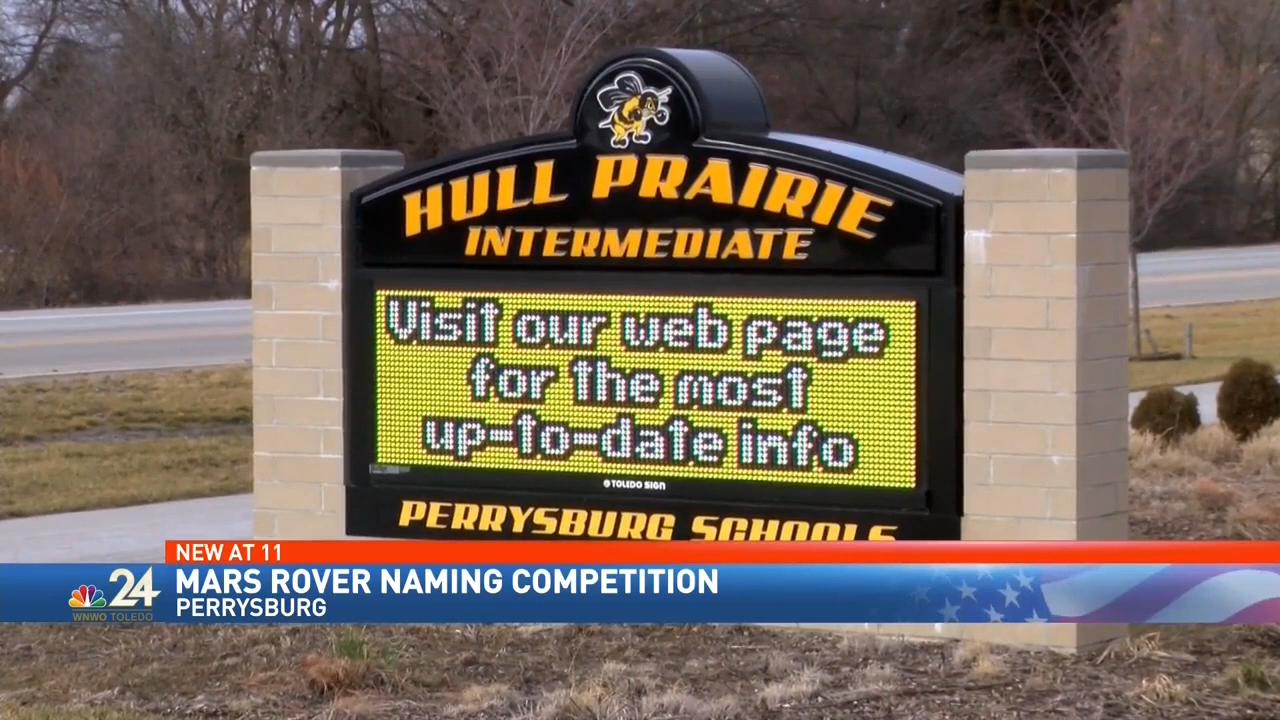 HULL PRAIRIE
INTERMEDIATE
Visit our web page
for the most
up-to-date info
TOLEDO SIGN
PERRYSBURG SCHOOLS
NEW AT 11
MARS ROVER NAMING COMPETITION
PERRYSBURG
24
WNWO TOLEDO